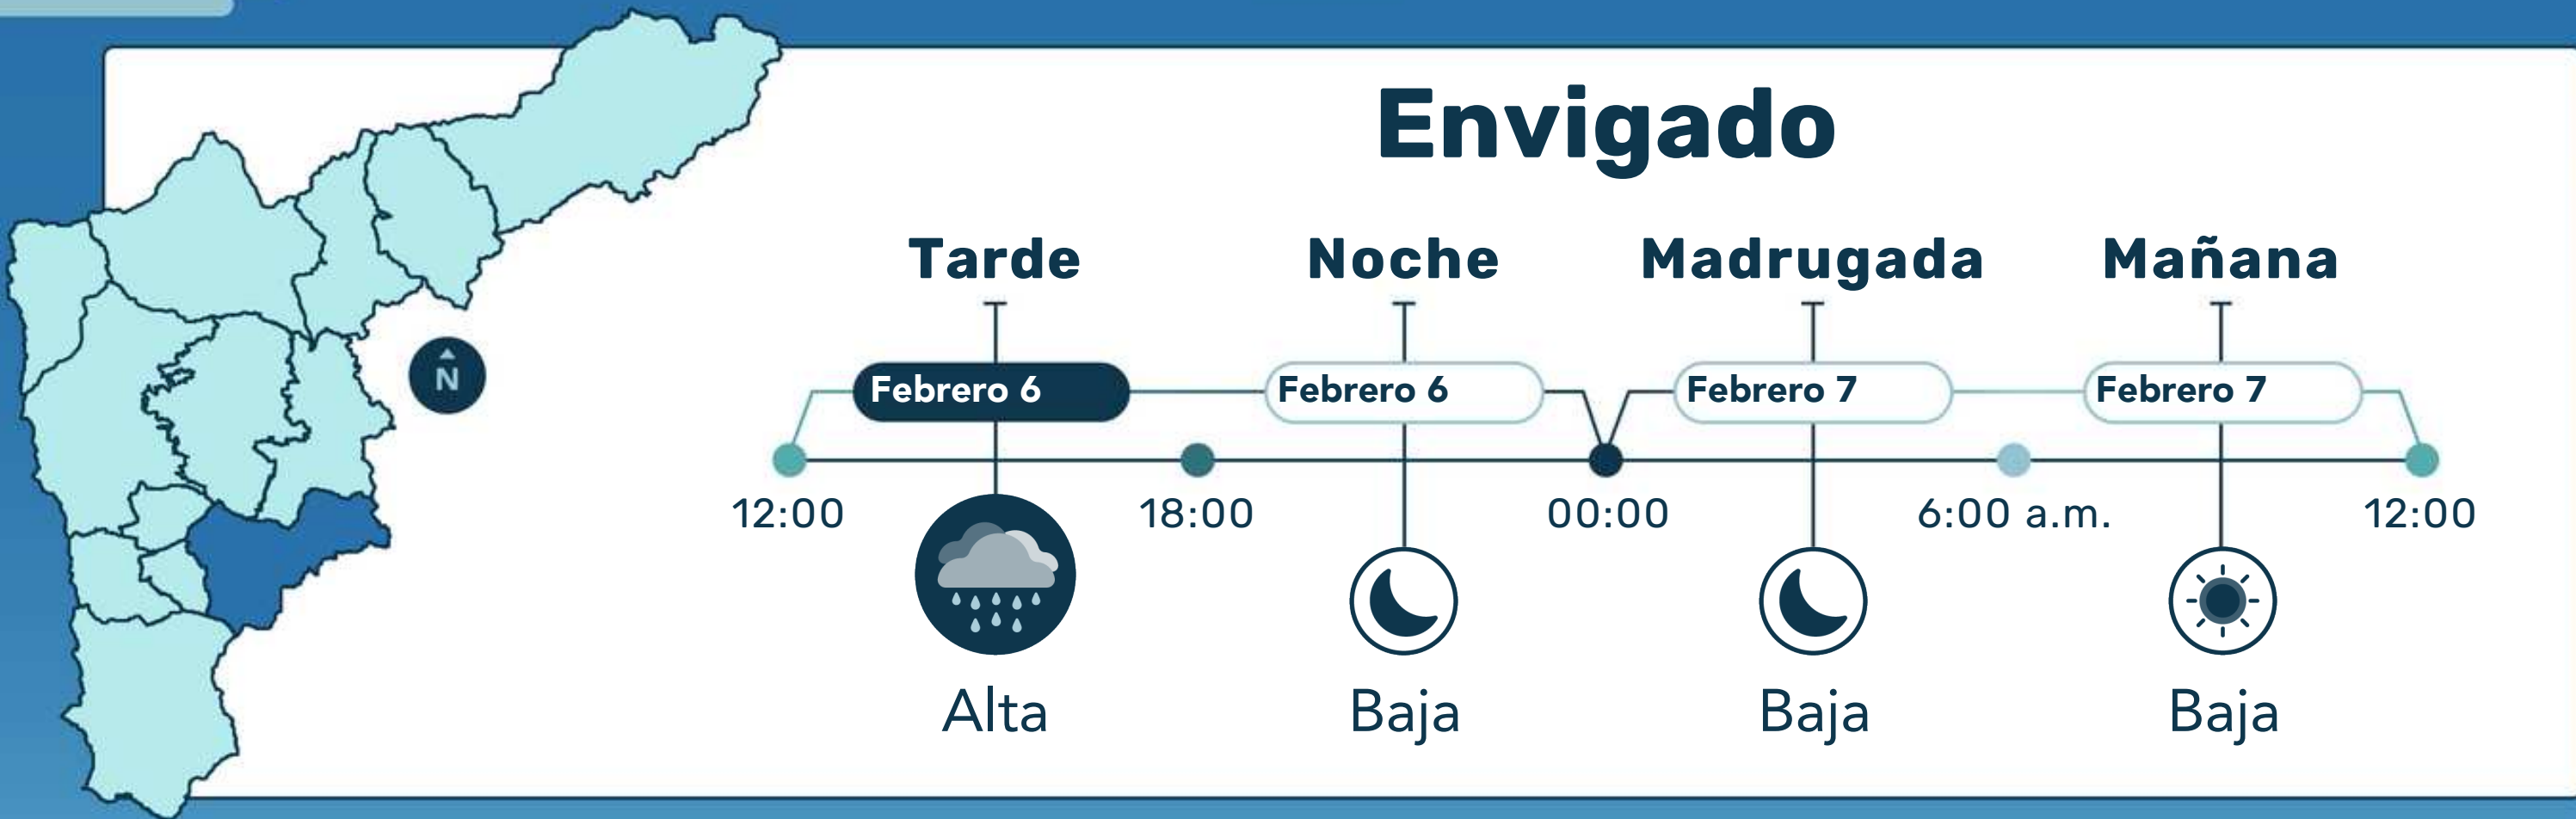 Envigado
Tarde Noche Madrugada Mañana
N
Febrero 6 Febrero 6 Febrero 7 Febrero 7
12:00 18:00 00:00 6:00 a.m. 12:00
Alta Baja Baja Baja